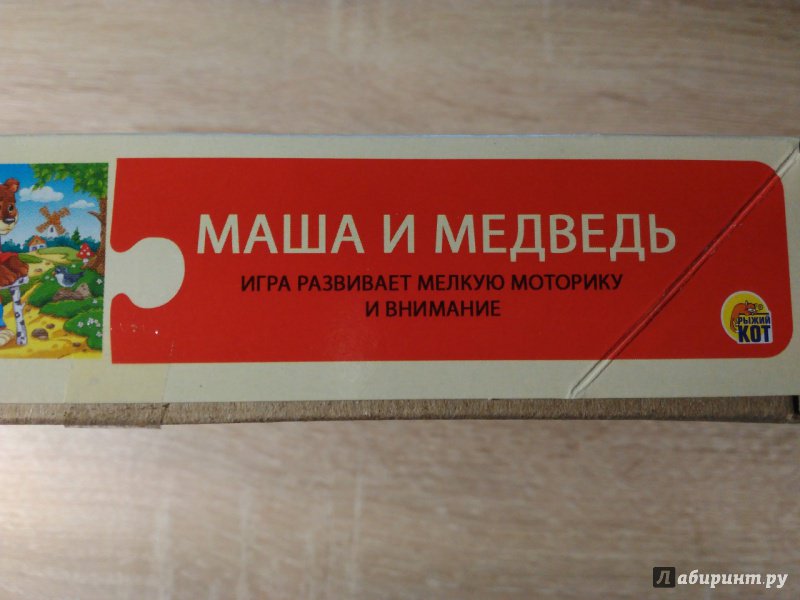 МАША И МЕДВЕДЬ
ИГРА РАЗВИВАЕТ МЕЛКУЮ МОТОРИКУ
И ВНИМАНИЕ
РЫЖИЙ
КОТ
Лабиринт.ру